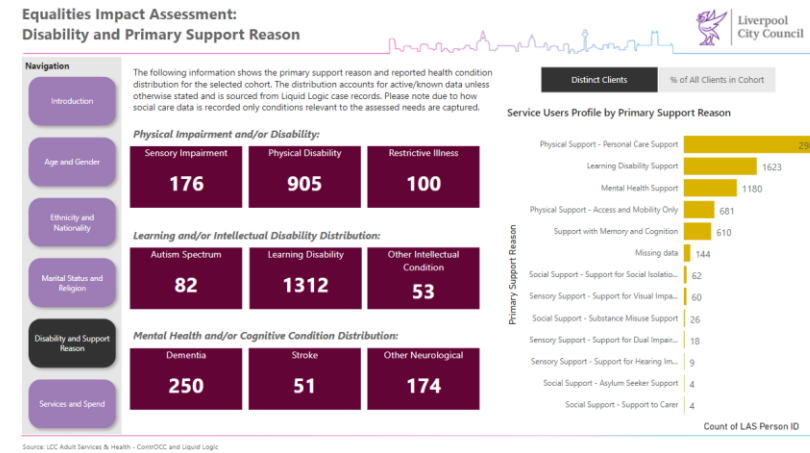 Equalities Impact Assessment:
Disability and Primary Support Reason
Liverpool
City Council
Navigation
Introduction
Age and Gender
Ethnicity and
Nationality
Marital Status and
Religion
Disability and Support
Reason
Services and Spend
The following information shows the primary support reason and reported health condition
distribution for the selected cohort. The distribution accounts for active/known data unless
otherwise stated and is sourced from Liquid Logic case records. Please note due to how
social care data is recorded only conditions relevant to the assessed needs are captured.
Physical Impairment and/or Disability:
Sensory Impairment
176
Physical Disability
905
Restrictive Illness
100
Learning and/or Intellectual Disability Distribution:
Autism Spectrum
82
Learning Disability
1312
Other Intellectual
Condition
53
Mental Health and/or Cognitive Condition Distribution:
Dementia
250
Stroke
51
Other Neurological
174
Distinct Clients
% of All Clients in Cohort
Service Users Profile by Primary Support Reason
Primary Support Reason
Physical Support - Personal Care Support
Learning Disability Support 1623
Mental Health Support 1180
Physical Support - Access and Mobility Only 681
Support with Memory and Cognition 610
Missing data 144
Social Support - Support for Social Isolatio... 62
Sensory Support - Support for Visual Impa... 60
Social Support - Substance Misuse Support 26
Sensory Support - Support for Dual Impair... 18
Sensory Support - Support for Hearing Im... 9
Social Support - Asylum Seeker Support 4
Social Support - Support to Carer 4
Count of LAS Person ID
Source: LCC Adult Services & Health - ContrOCC and Liquid Logic